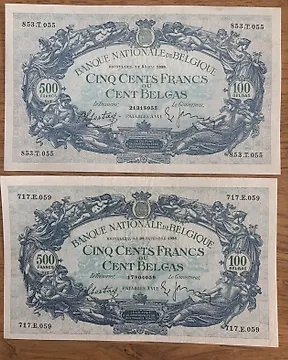 853.T.055 853.T.055
BANQUE NATIONALE DE BELGIQUE
CINQ CENTS FRANCS
OU
500 CENT BELGAS 100
FRANCS BELGAS
21319055
PAYABLES A VUE
853.T.055 853.T.055
717.E.059 717.E.059
BANQUE NATIONALE DE BELGIQUE
CINQ CENTS FRANCS
OU
500 CENT BELGAS 100
FRANCS BELGAS
17904059
PAYABLES A VUE
717.E.059 717.E.059